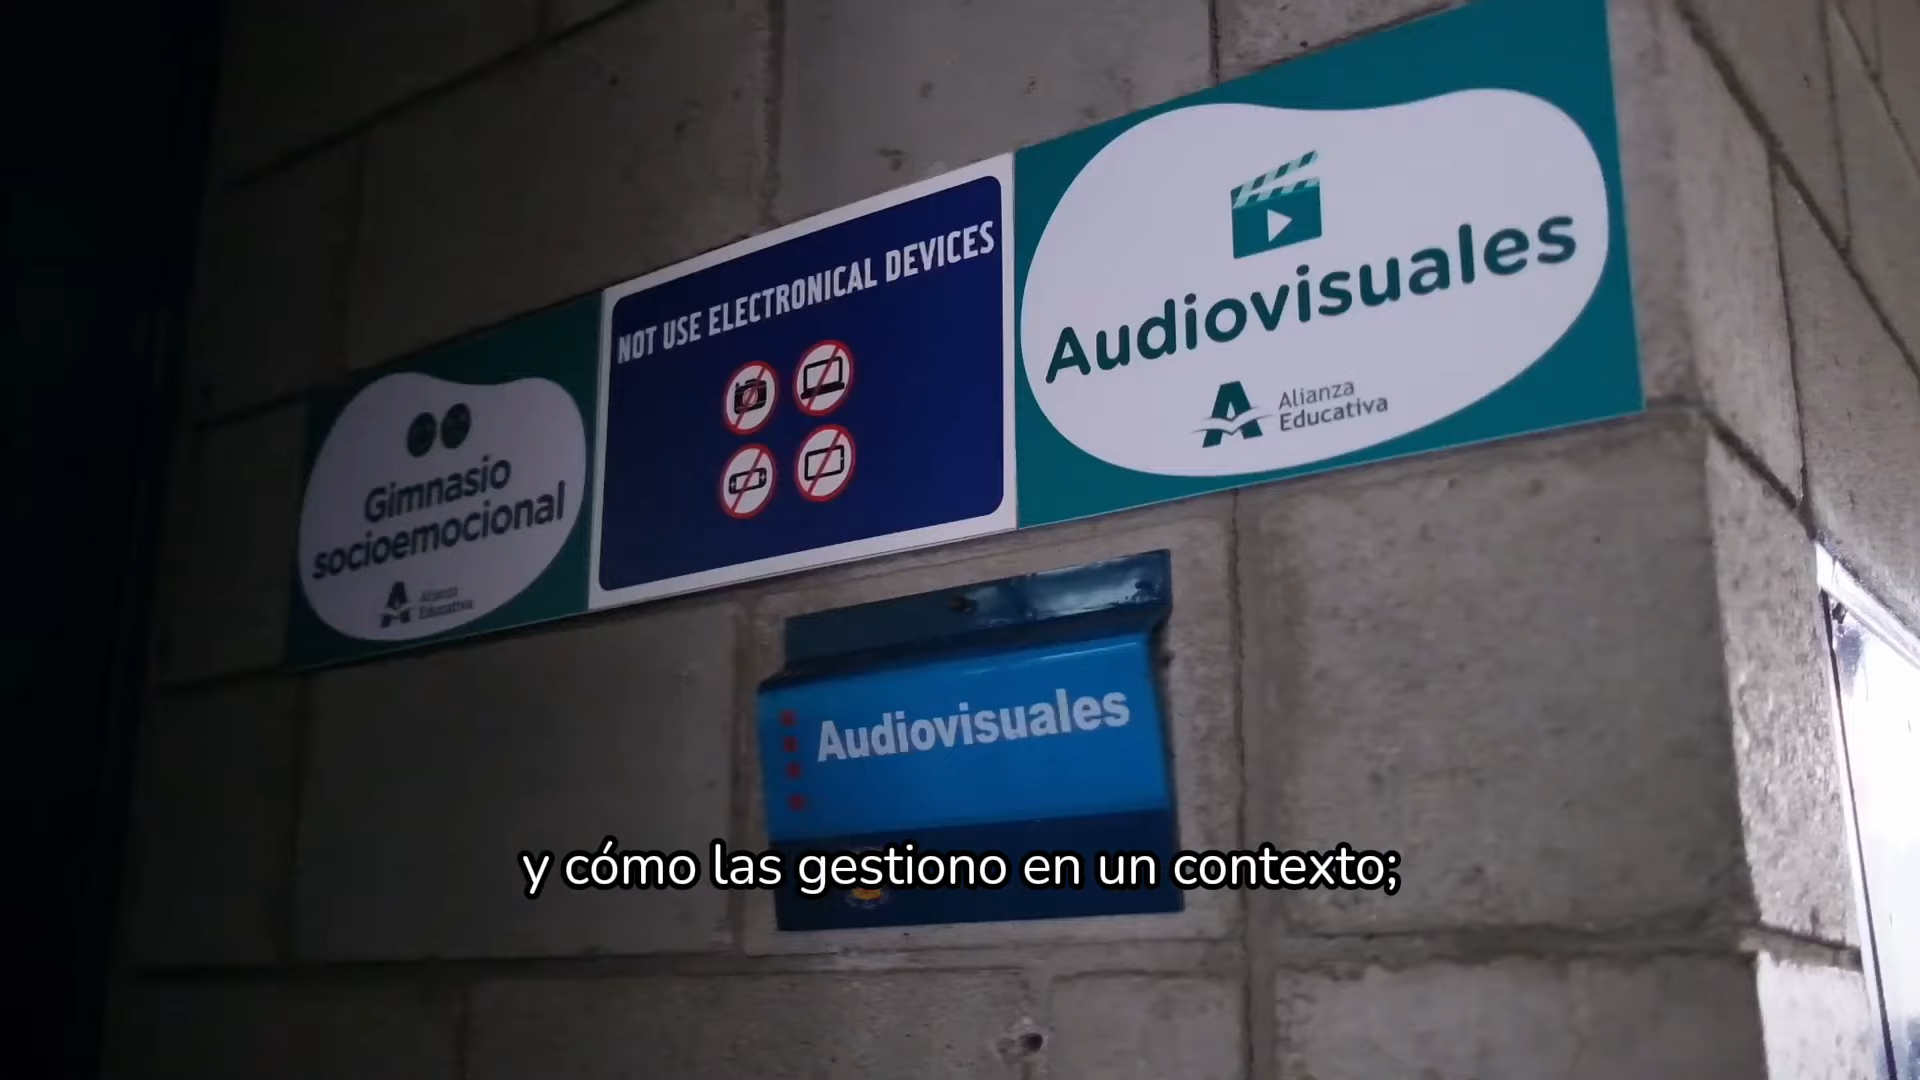 Gimnasio
socioemocional
Alianza
Educativa
NOT USE ELECTRONICAL DEVICES
Audiovisuales
Alianza
Educativa
Audiovisuales
y cómo las gestiono en un contexto;